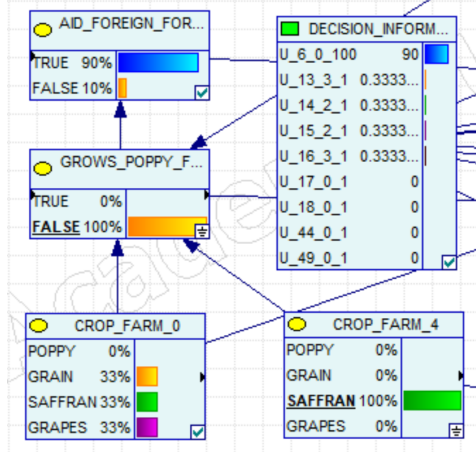 AID_FOREIGN_FOR...
TRUE 90%
FALSE 10%
DECISION_INFORM...
U_6_0_100 90
U_13_3_1 0.3333...
U_14_2_1 0.3333...
U_15_2_1 0.3333...
U_16_3_1 0.3333...
U_17_0_1 0
U_18_0_1 0
U_44_0_1 0
U_49_0_1 0
GROWS_POPPY_F...
TRUE 0%
FALSE 100%
CROP_FARM_0
POPPY 0%
GRAIN 33%
SAFFRAN 33%
GRAPES 33%
CROP_FARM_4
POPPY 0%
GRAIN 0%
SAFFRAN 100%
GRAPES 0%